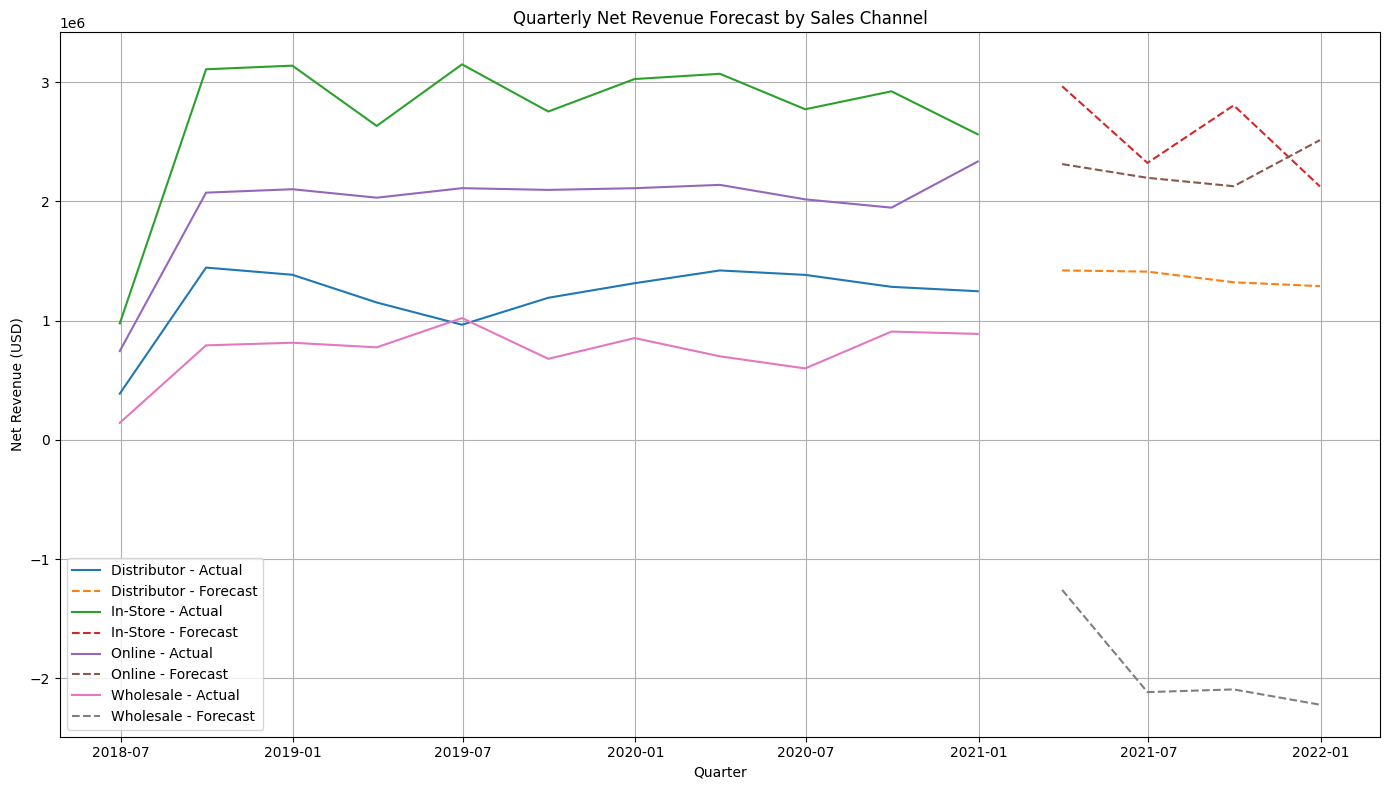 Quarterly Net Revenue Forecast by Sales Channel
1e6
3
2
1
0
−1
−2
Net Revenue (USD)
Distributor - Actual
Distributor - Forecast
In-Store - Actual
In-Store - Forecast
Online - Actual
Online - Forecast
Wholesale - Actual
Wholesale - Forecast
2018-07 2019-01 2019-07 2020-01 2020-07 2021-01 2021-07 2022-01
Quarter